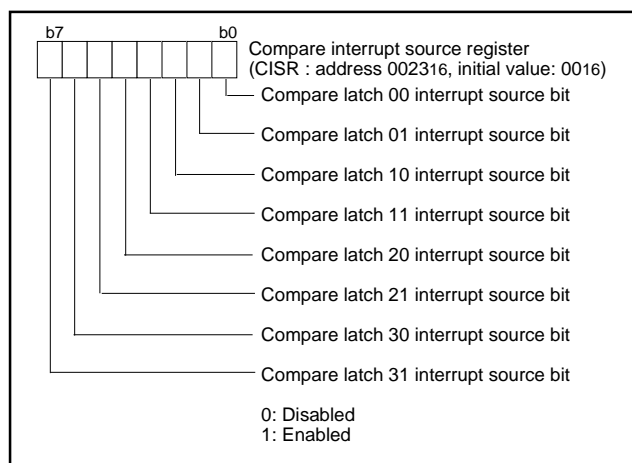 b7 b0
Compare interrupt source register
(CISR : address 002316, initial value: 0016)
Compare latch 00 interrupt source bit
Compare latch 01 interrupt source bit
Compare latch 10 interrupt source bit
Compare latch 11 interrupt source bit
Compare latch 20 interrupt source bit
Compare latch 21 interrupt source bit
Compare latch 30 interrupt source bit
Compare latch 31 interrupt source bit
0: Disabled
1: Enabled